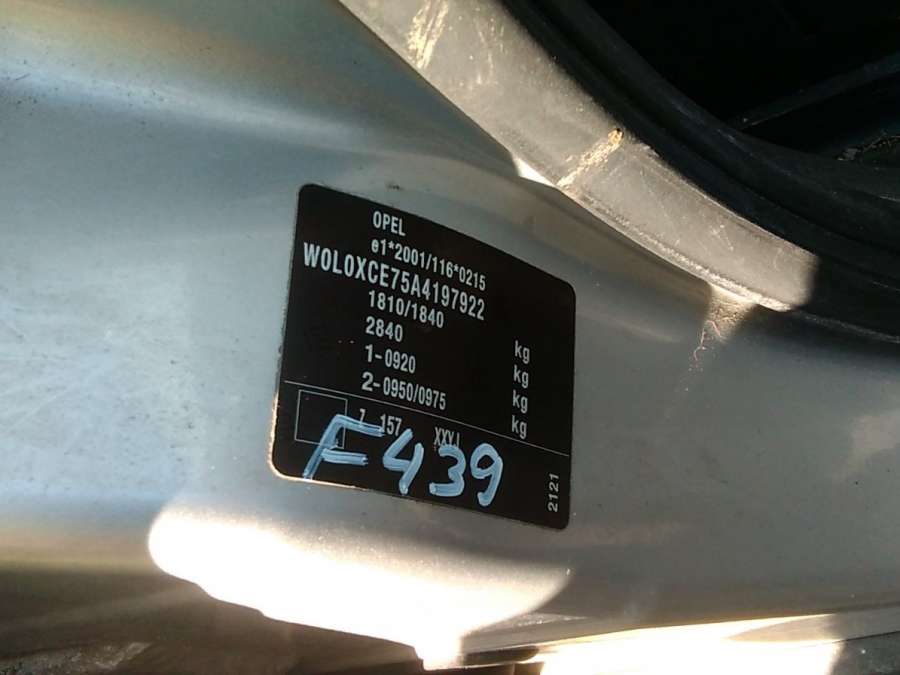 OPEL
e1*2001/116*0215
W0L0XCE75A4197922
1810/1840 kg
2840 kg
1-0920 kg
2-0950/0975 kg
157
F439
2121